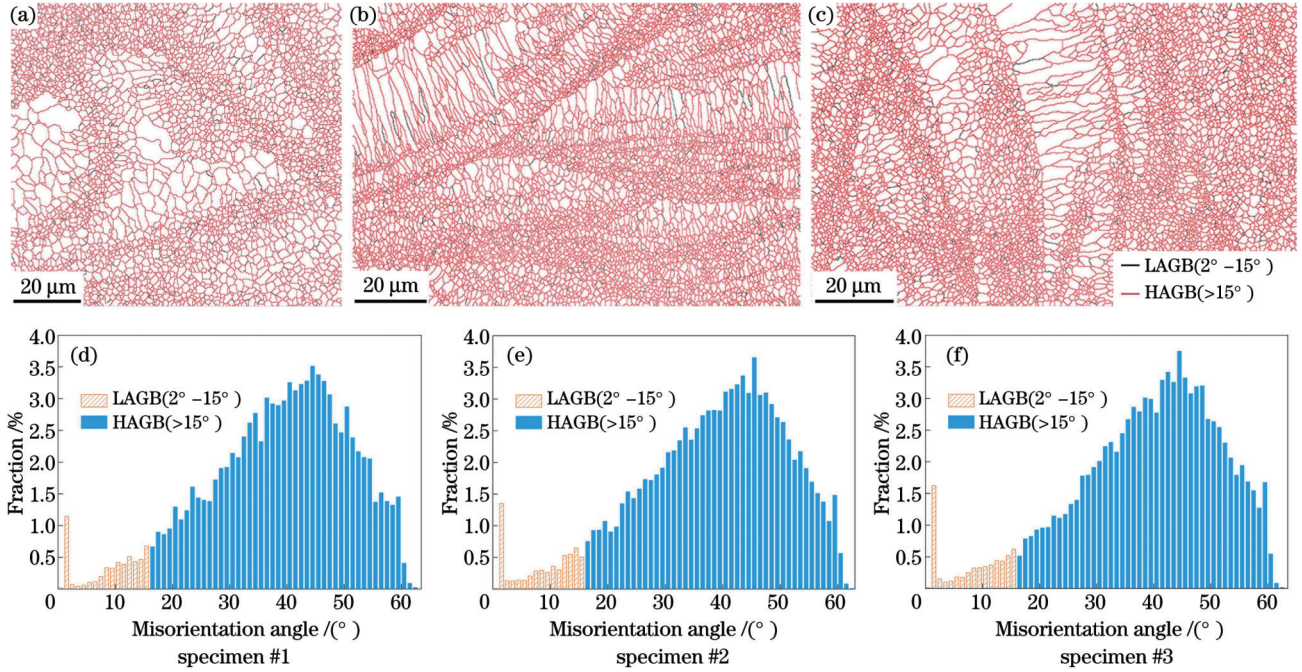 (a)
(b)
(c)
20 μm
20 μm
20 μm
LAGB(2° -15° )
HAGB(>15° )
4.0
3.5
3.0
2.5
2.0
1.5
1.0
0.5
0
10
20
30
40
50
60
Fraction /%
(d)
LAGB(2° -15° )
HAGB(>15° )
Misorientation angle /(° )
specimen #1
4.0
3.5
3.0
2.5
2.0
1.5
1.0
0.5
0
10
20
30
40
50
60
Fraction /%
(e)
LAGB(2° -15° )
HAGB(>15° )
Misorientation angle /(° )
specimen #2
4.0
3.5
3.0
2.5
2.0
1.5
1.0
0.5
0
10
20
30
40
50
60
Fraction /%
(f)
LAGB(2° -15° )
HAGB(>15° )
Misorientation angle /(° )
specimen #3